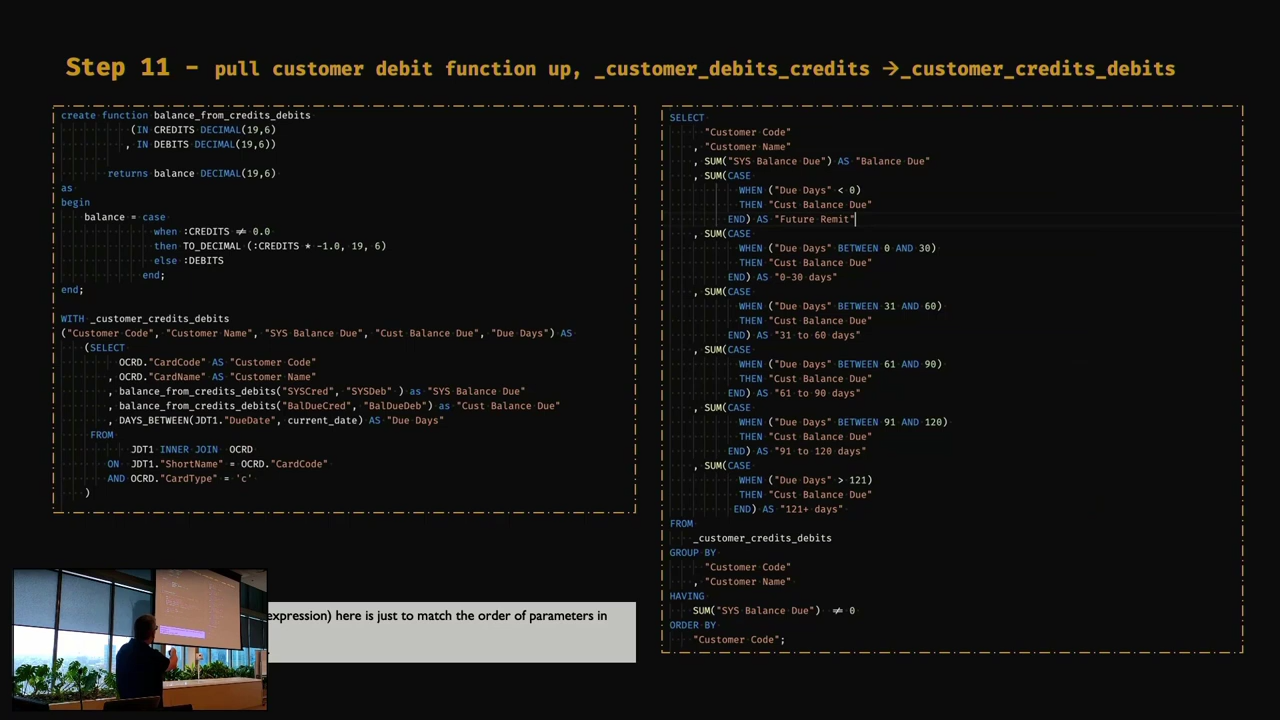 Step 11 – pull customer debit function up, _customer_debits_credits →_customer_credits_debits
create function balance_from_credits_debits
(IN CREDITS DECIMAL(19,6)
, IN DEBITS DECIMAL(19,6))
returns balance DECIMAL(19,6)
as
begin
balance = case
when :CREDITS ≠ 0.0
then TO_DECIMAL (:CREDITS * -1.0, 19, 6)
else :DEBITS
end;
end;
WITH _customer_credits_debits
("Customer Code", "Customer Name", "SYS Balance Due", "Cust Balance Due", "Due Days") AS
(SELECT
OCRD."CardCode" AS "Customer Code"
, OCRD."CardName" AS "Customer Name"
, balance_from_credits_debits("SYSCred", "SYSDeb" ) as "SYS Balance Due"
, balance_from_credits_debits("BalDueCred", "BalDueDeb") as "Cust Balance Due"
, DAYS_BETWEEN(JDT1."DueDate", current_date) AS "Due Days"
FROM
JDT1 INNER JOIN OCRD
ON JDT1."ShortName" = OCRD."CardCode"
AND OCRD."CardType" = 'c'
)
expression) here is just to match the order of parameters in
SELECT
"Customer Code"
, "Customer Name"
, SUM("SYS Balance Due") AS "Balance Due"
, SUM(CASE
WHEN ("Due Days" < 0)
THEN "Cust Balance Due"
END) AS "Future Remit"
, SUM(CASE
WHEN ("Due Days" BETWEEN 0 AND 30)
THEN "Cust Balance Due"
END) AS "0-30 days"
, SUM(CASE
WHEN ("Due Days" BETWEEN 31 AND 60)
THEN "Cust Balance Due"
END) AS "31 to 60 days"
, SUM(CASE
WHEN ("Due Days" BETWEEN 61 AND 90)
THEN "Cust Balance Due"
END) AS "61 to 90 days"
, SUM(CASE
WHEN ("Due Days" BETWEEN 91 AND 120)
THEN "Cust Balance Due"
END) AS "91 to 120 days"
, SUM(CASE
WHEN ("Due Days" > 121)
THEN "Cust Balance Due"
END) AS "121+ days"
FROM
_customer_credits_debits
GROUP BY
"Customer Code"
, "Customer Name"
HAVING
SUM("SYS Balance Due") ≠ 0
ORDER BY
"Customer Code";